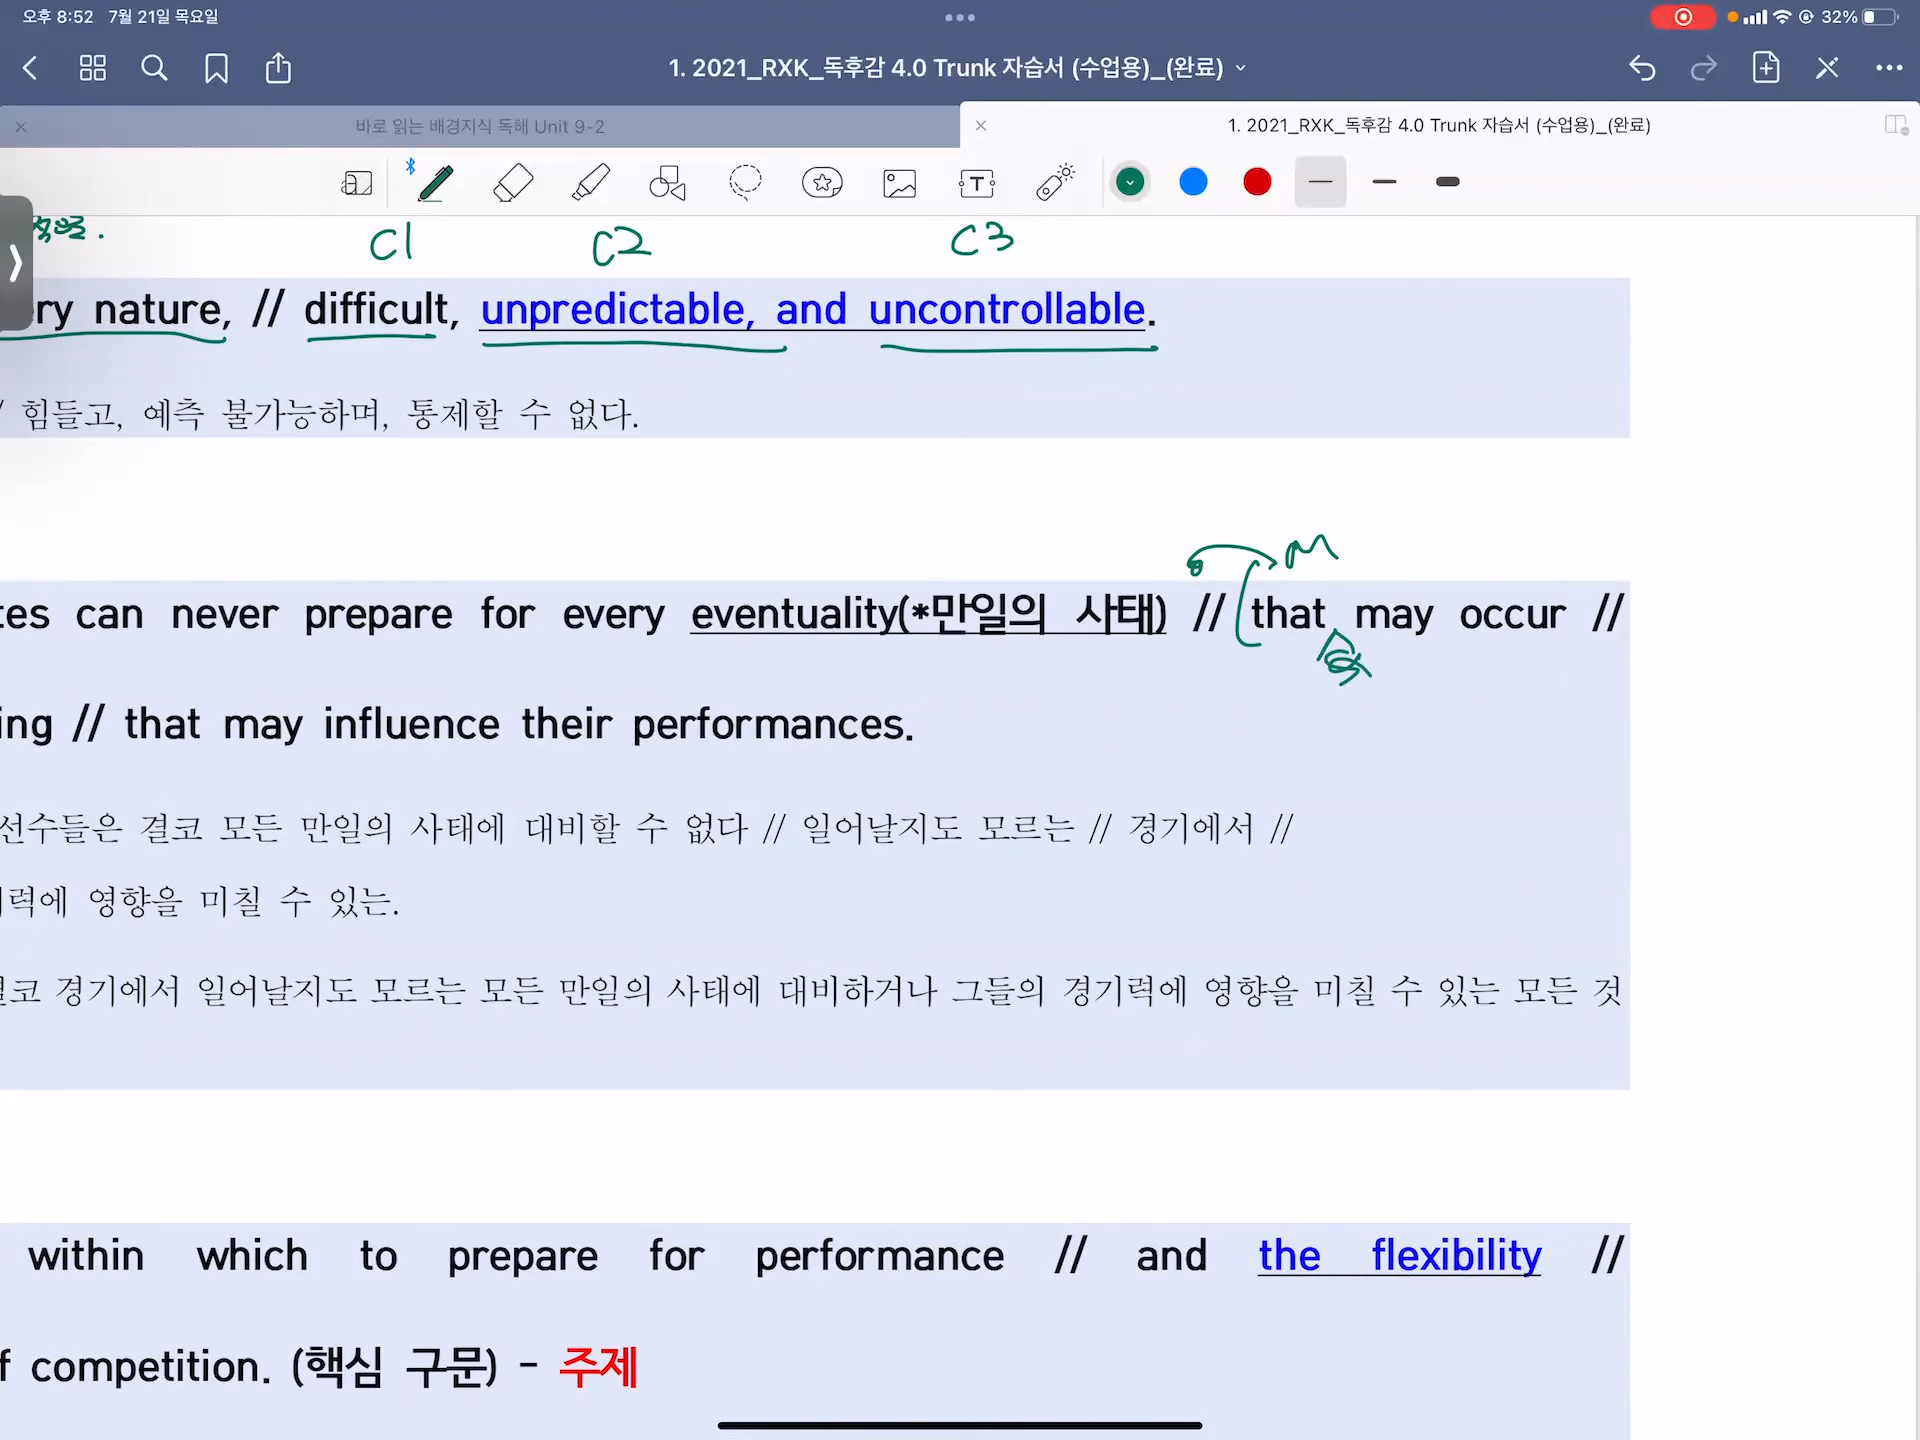 오후 8:52 7월 21일 목요일
32%
1. 2021_RXK_독후감 4.0 Trunk 자습서 (수업용)_(완료)
바로 읽는 배경지식 독해 Unit 9-2
1. 2021_RXK_독후감 4.0 Trunk 자습서 (수업용)_(완료)
C1 C2 C3
ry nature, // difficult, unpredictable, and uncontrollable.
/ 힘들고, 예측 불가능하며, 통제할 수 없다.
M
tes can never prepare for every eventuality(*만일의 사태) // that may occur //
ing // that may influence their performances.
선수들은 결코 모든 만일의 사태에 대비할 수 없다 // 일어날지도 모르는 // 경기에서 //
력에 영향을 미칠 수 있는.
결코 경기에서 일어날지도 모르는 모든 만일의 사태에 대비하거나 그들의 경기력에 영향을 미칠 수 있는 모든 것
within which to prepare for performance // and the flexibility //
f competition. (핵심 구문) - 주제